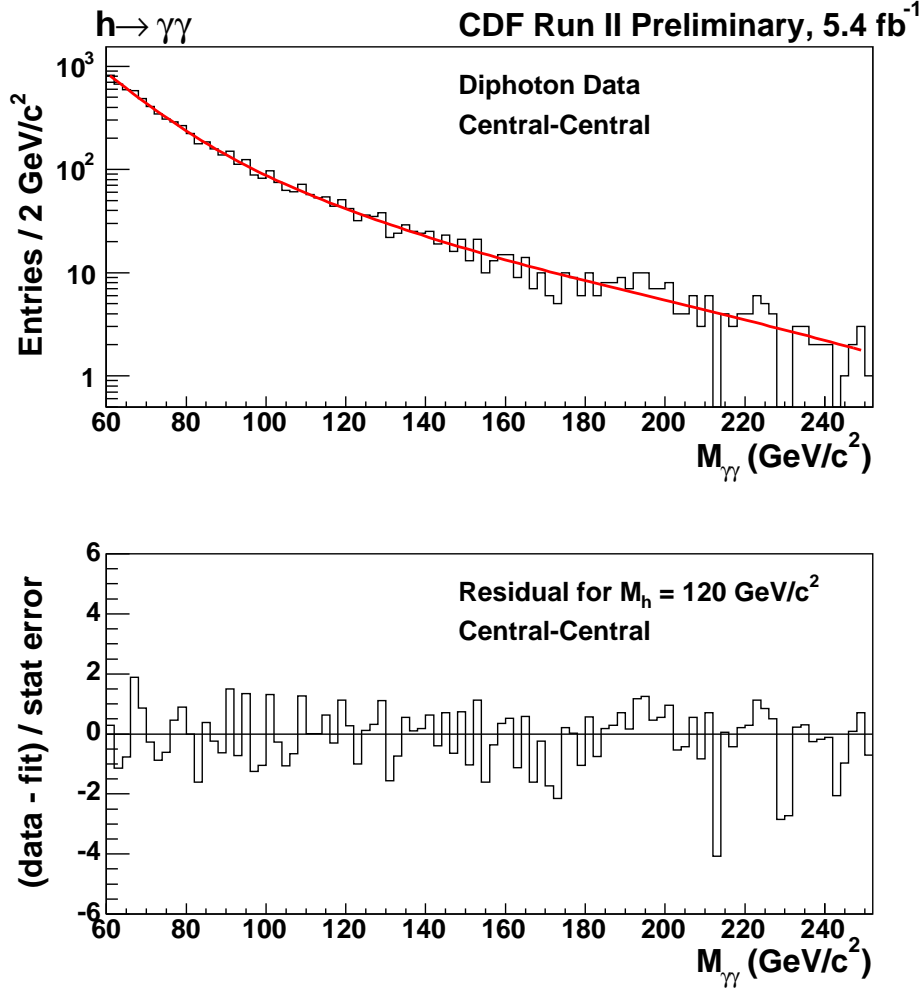 h→γγ CDF Run II Preliminary, 5.4 fb⁻¹
Diphoton Data
Central-Central
Entries / 2 GeV/c²
10³
10²
10
1
60 80 100 120 140 160 180 200 220 240
M_γγ (GeV/c²)
Residual for M_h = 120 GeV/c²
Central-Central
(data - fit) / stat error
6
4
2
0
-2
-4
-6
60 80 100 120 140 160 180 200 220 240
M_γγ (GeV/c²)